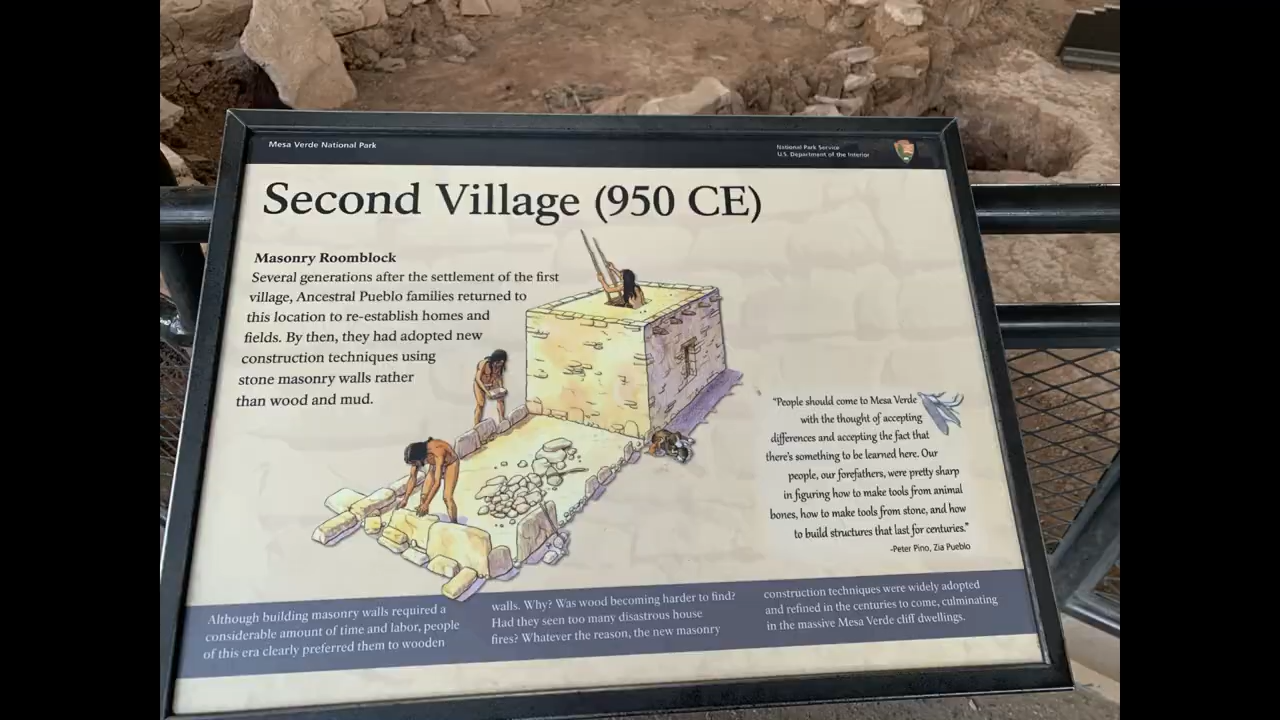 Mesa Verde National Park
National Park Service
U.S. Department of the Interior
Second Village (950 CE)
Masonry Roomblock
Several generations after the settlement of the first
village, Ancestral Pueblo families returned to
this location to re-establish homes and
fields. By then, they had adopted new
construction techniques using
stone masonry walls rather
than wood and mud.
"People should come to Mesa Verde
with the thought of accepting
differences and accepting the fact that
there's something to be learned here. Our
people, our forefathers, were pretty sharp
in figuring how to make tools from animal
bones, how to make tools from stone, and how
to build structures that last for centuries."
-Peter Pino, Zia Pueblo
Although building masonry walls required a
considerable amount of time and labor, people
of this era clearly preferred them to wooden
walls. Why? Was wood becoming harder to find?
Had they seen too many disastrous house
fires? Whatever the reason, the new masonry
construction techniques were widely adopted
and refined in the centuries to come, culminating
in the massive Mesa Verde cliff dwellings.